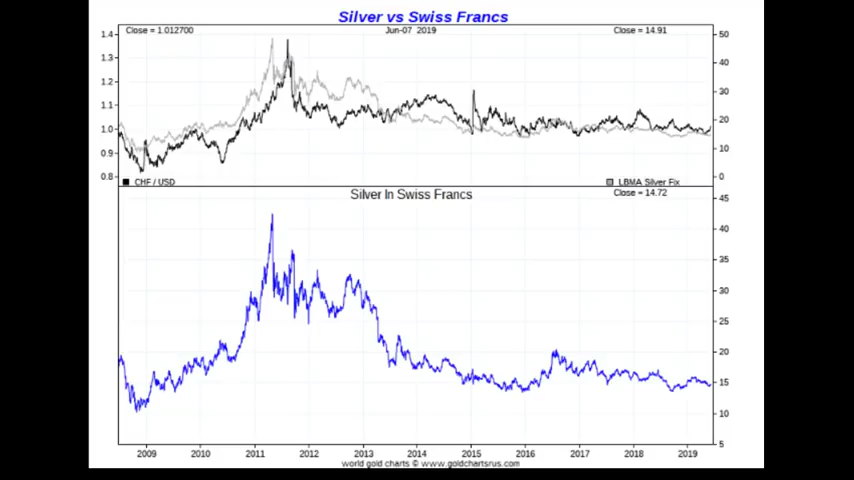 Silver vs Swiss Francs
Close = 1.012700 Jun-07 2019 Close = 14.91
1.4 50
1.3 40
1.2 30
1.1 20
1.0
0.9 10
0.8 0
CHF / USD LBMA Silver Fix
Silver In Swiss Francs Close = 14.72
45
40
35
30
25
20
15
10
5
2009 2010 2011 2012 2013 2014 2015 2016 2017 2018 2019
world gold charts © www.goldchartsrus.com